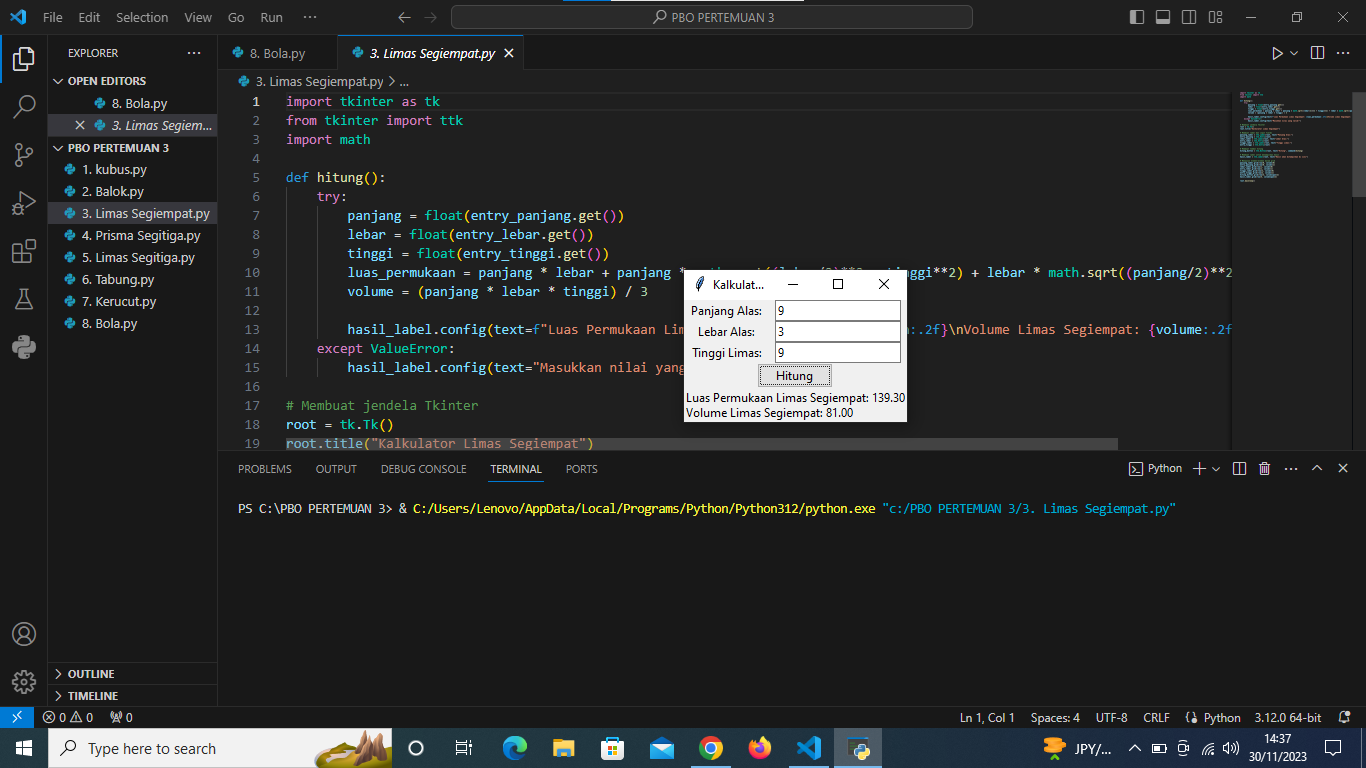 File Edit Selection View Go Run ··· PBO PERTEMUAN 3
EXPLORER ···
8. Bola.py
3. Limas Segiempat.py
OPEN EDITORS
8. Bola.py
3. Limas Segiem...
PBO PERTEMUAN 3
1. kubus.py
2. Balok.py
3. Limas Segiempat.py
4. Prisma Segitiga.py
5. Limas Segitiga.py
6. Tabung.py
7. Kerucut.py
8. Bola.py
OUTLINE
TIMELINE
3. Limas Segiempat.py > ...
1 import tkinter as tk
2 from tkinter import ttk
3 import math
4
5 def hitung():
6 try:
7 panjang = float(entry_panjang.get())
8 lebar = float(entry_lebar.get())
9 tinggi = float(entry_tinggi.get())
10 luas_permukaan = panjang * lebar + panjang * tinggi**2) + lebar * math.sqrt((panjang/2)**2
11 volume = (panjang * lebar * tinggi) / 3
12
13 hasil_label.config(text=f"Luas Permukaan Lim :.2f}\nVolume Limas Segiempat: {volume:.2f
14 except ValueError:
15 hasil_label.config(text="Masukkan nilai yang
16
17 # Membuat jendela Tkinter
18 root = tk.Tk()
19 root.title("Kalkulator Limas Segiempat")
Kalkulat...
Panjang Alas: 9
Lebar Alas: 3
Tinggi Limas: 9
Hitung
Luas Permukaan Limas Segiempat: 139.30
Volume Limas Segiempat: 81.00
PROBLEMS OUTPUT DEBUG CONSOLE TERMINAL PORTS
Python
PS C:\PBO PERTEMUAN 3> & C:/Users/Lenovo/AppData/Local/Programs/Python/Python312/python.exe "c:/PBO PERTEMUAN 3/3. Limas Segiempat.py"
0 0 0
Ln 1, Col 1 Spaces: 4 UTF-8 CRLF Python 3.12.0 64-bit
Type here to search
JPY/...
14:37
30/11/2023